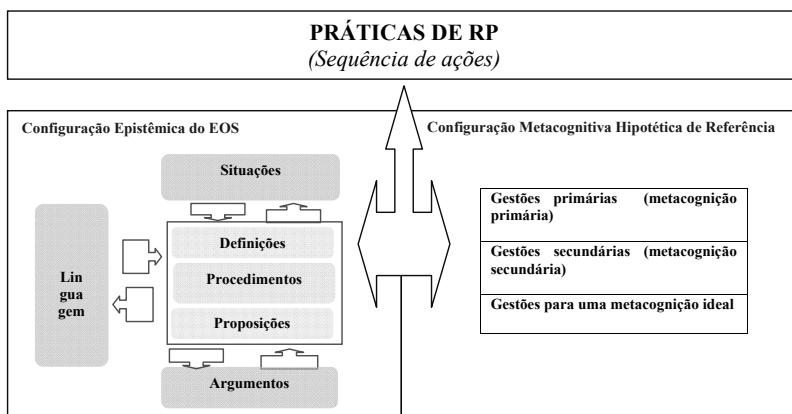 PRÁTICAS DE RP
(Sequência de ações)
Configuração Epistêmica do EOS
Configuração Metacognitiva Hipotética de Referência
Situações
Definições
Procedimentos
Proposições
Lin
gua
gem
Argumentos
Gestões primárias (metacognição
primária)
Gestões secundárias (metacognição
secundária)
Gestões para uma metacognição ideal